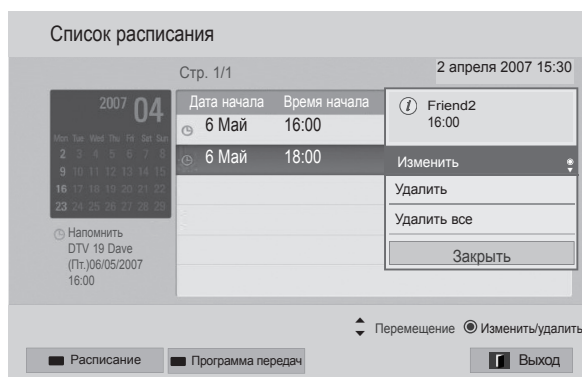 Список расписания
Стр. 1/1
2 апреля 2007 15:30
2007 04
Mon Tue Wed Thu Fri Sat Sun
2 3 4 5 6 7 8
9 10 11 12 13 14 15
16 17 18 19 20 21 22
23 24 25 26 27 28 29
Напомнить
DTV 19 Dave
(Пт.)06/05/2007
16:00
Дата начала Время начала
6 Май 16:00
6 Май 18:00
Friend2
16:00
Изменить
Удалить
Удалить все
Закрыть
Перемещение Изменить/удалить
Расписание Программа передач Выход